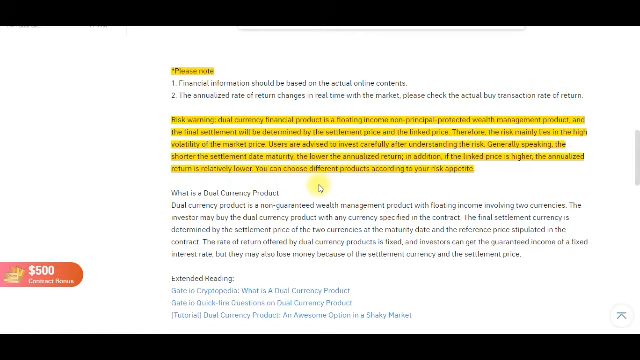 *Please note
1. Financial information should be based on the actual online contents.
2. The annualized rate of return changes in real time with the market, please check the actual buy transaction rate of return.
Risk warning: dual currency financial product is a floating income non-principal-protected wealth management product, and
the final settlement will be determined by the settlement price and the linked price. Therefore, the risk mainly ties in the high
volatility of the market price. Users are advised to invest carefully after understanding the risk. Generally speaking, the
shorter the settlement date maturity, the lower the annualized return; in addition, if the linked price is higher, the annualized
return is relatively lower. You can choose different products according to your risk appetite.
What is a Dual Currency Product
Dual currency product is a non-guaranteed wealth management product with floating income involving two currencies. The
investor may buy the dual currency product with any currency specified in the contract. The final settlement currency is
determined by the settlement price of the two currencies at the maturity date and the reference price stipulated in the
contract. The rate of return offered by dual currency products is fixed, and investors can get the guaranteed income of a fixed
interest rate, but they may also lose money because of the settlement currency and the settlement price.
$500
Contract Bonus
Extended Reading:
Gate.io Cryptopedia: What is A Dual Currency Product
Gate.io Quick-fire Questions on Dual Currency Product
[Tutorial] Dual Currency Product: An Awesome Option in a Shaky Market